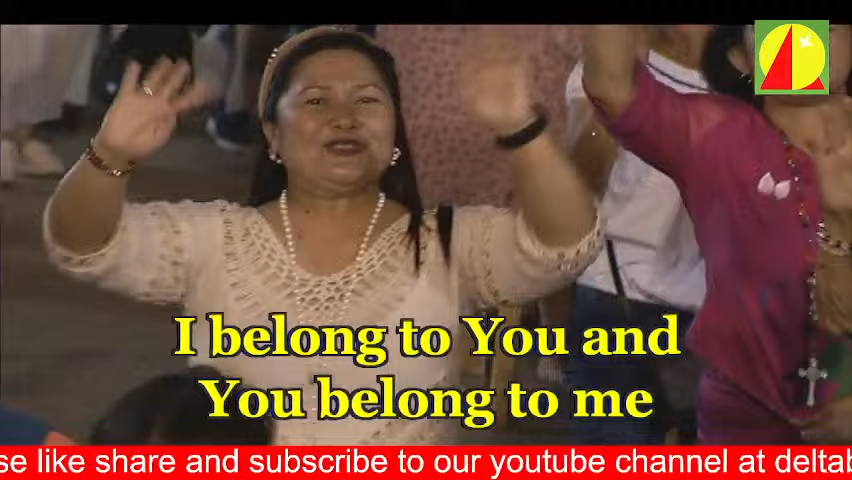 I belong to You and
You belong to me
se like share and subscribe to our youtube channel at deltab